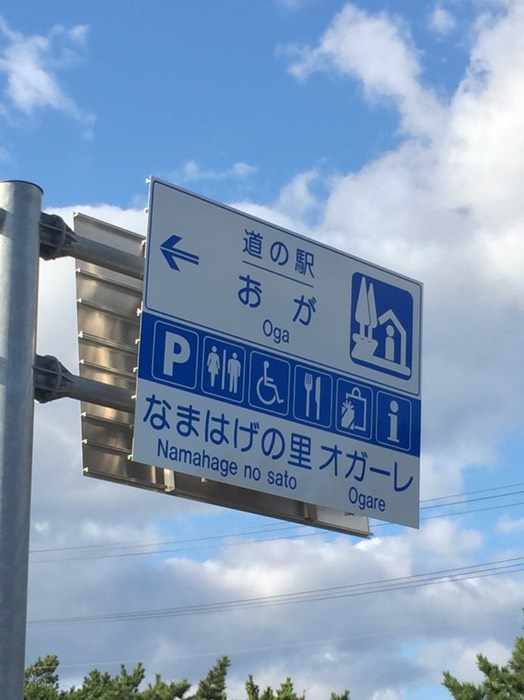 道の駅
おが
Oga
P
i
なまはげの里 オガーレ
Namahage no sato Ogare